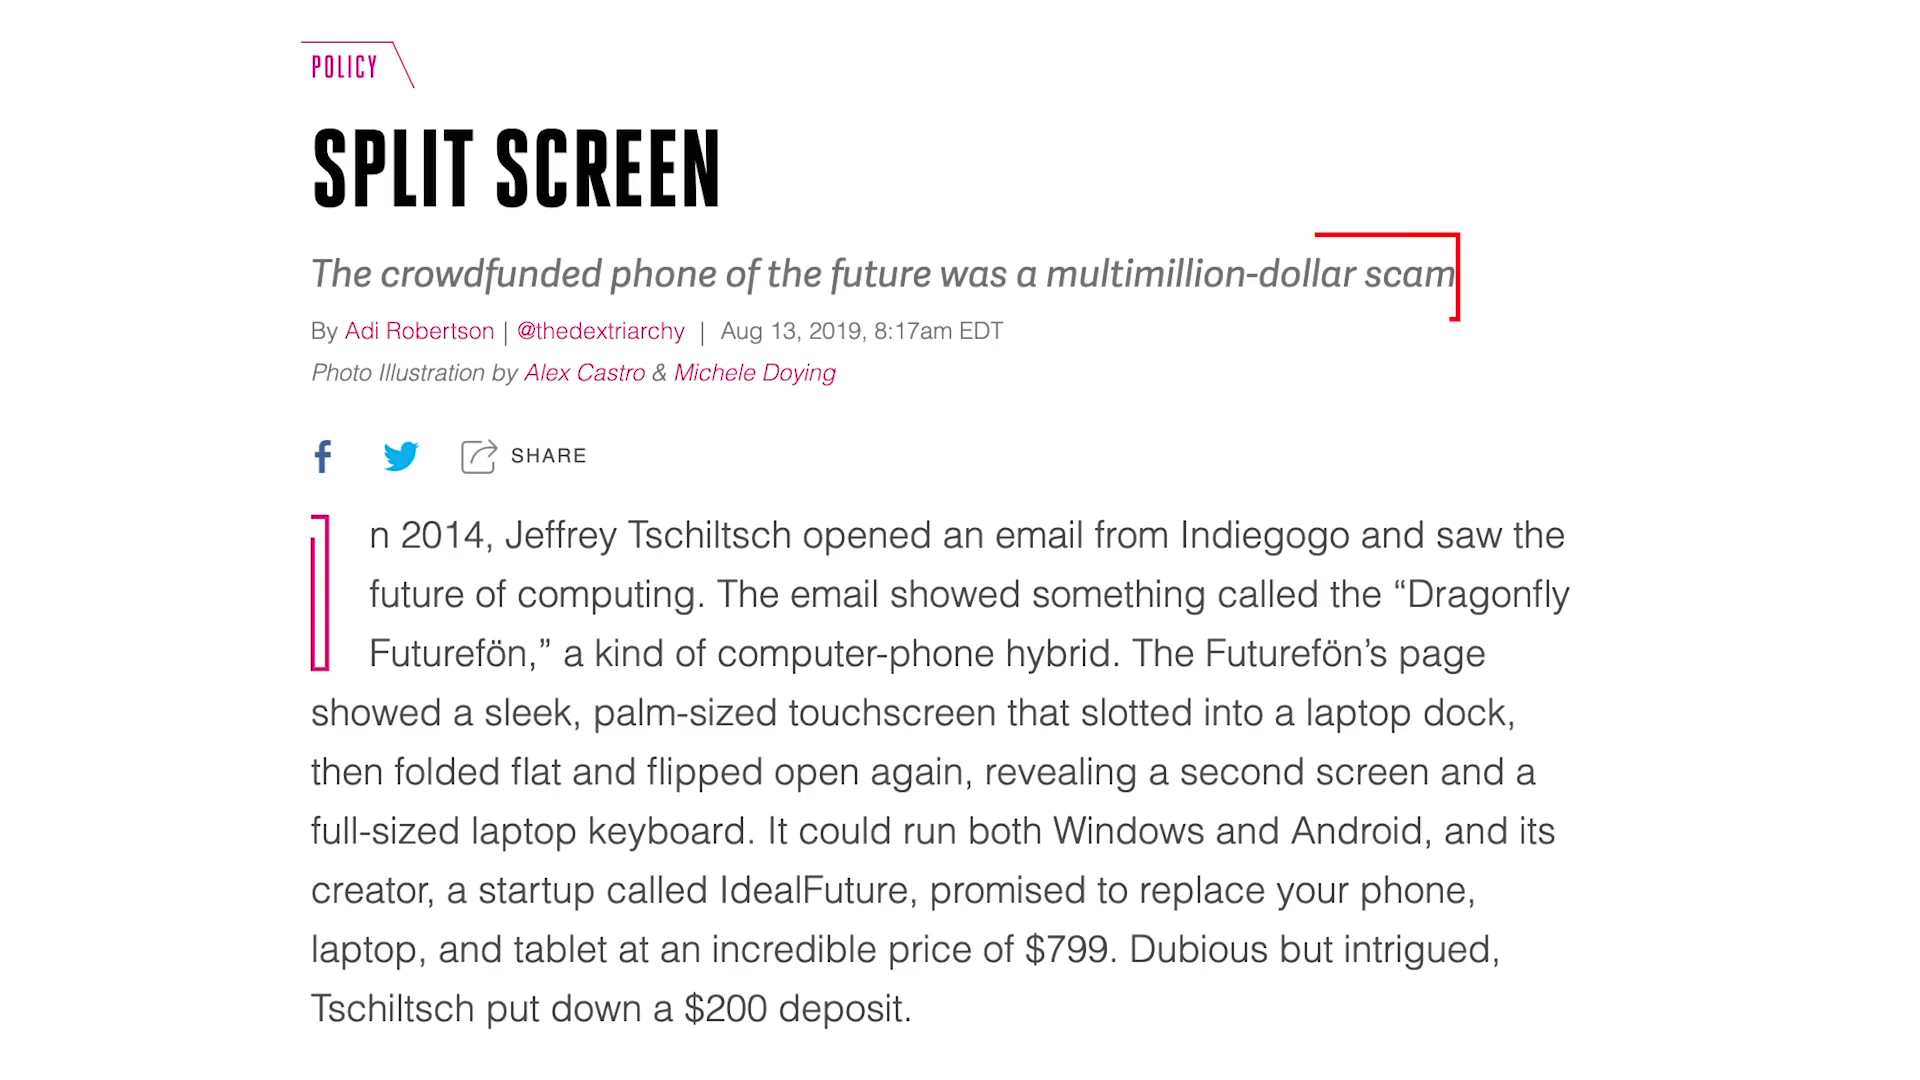 POLICY
SPLIT SCREEN
The crowdfunded phone of the future was a multimillion-dollar scam
By Adi Robertson | @thedextriarchy | Aug 13, 2019, 8:17am EDT
Photo Illustration by Alex Castro & Michele Doying
SHARE
In 2014, Jeffrey Tschiltsch opened an email from Indiegogo and saw the
future of computing. The email showed something called the “Dragonfly
Futurefön,” a kind of computer-phone hybrid. The Futurefön’s page
showed a sleek, palm-sized touchscreen that slotted into a laptop dock,
then folded flat and flipped open again, revealing a second screen and a
full-sized laptop keyboard. It could run both Windows and Android, and its
creator, a startup called IdealFuture, promised to replace your phone,
laptop, and tablet at an incredible price of $799. Dubious but intrigued,
Tschiltsch put down a $200 deposit.